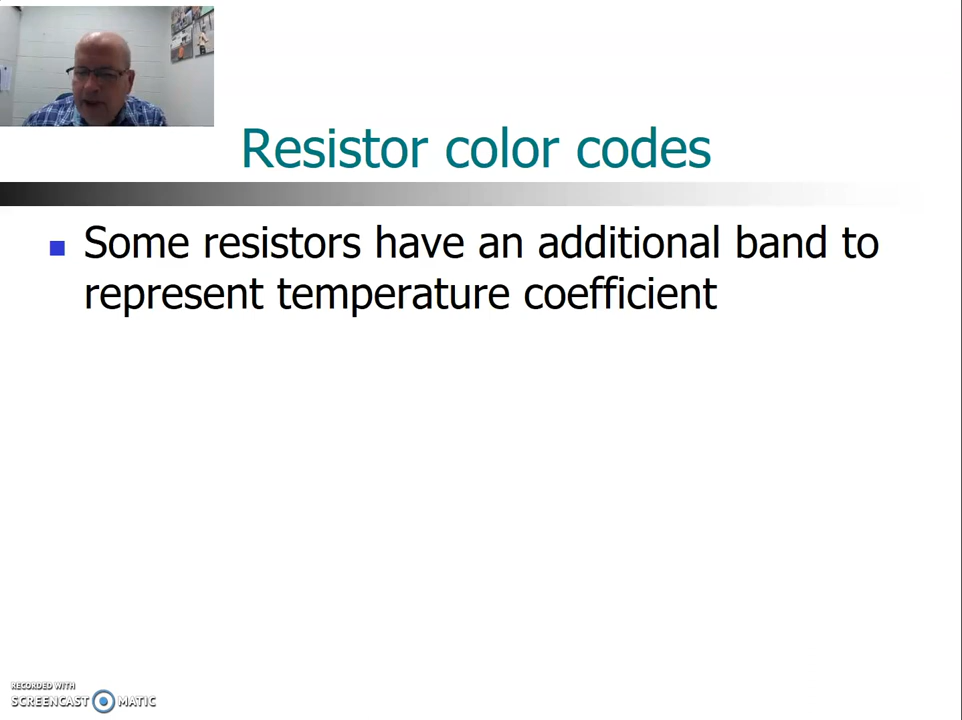 Resistor color codes
Some resistors have an additional band to
represent temperature coefficient
RECORDED WITH
SCREENCAST MATIC